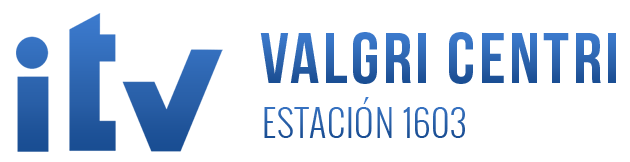 itv
VALGRI CENTRI
ESTACIÓN 1603